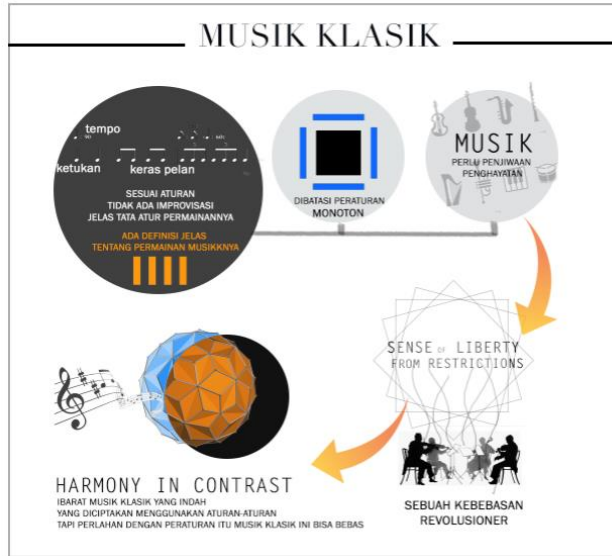 MUSIK KLASIK
tempo
ketukan
keras pelan
SESUAI ATURAN
TIDAK ADA IMPROVISASI
JELAS TATA ATUR PERMAINANNYA
ADA DEFINISI JELAS
TENTANG PERMAINAN MUSIKKNYA
DIBATASI PERATURAN
MONOTON
MUSIK
PERLU PENJIWAAN
PENGHAYATAN
SENSE OF LIBERTY
FROM RESTRICTIONS
SEBUAH KEBEBASAN
REVOLUSIONER
HARMONY IN CONTRAST
IBARAT MUSIK KLASIK YANG INDAH
YANG DICIPTAKAN MENGGUNAKAN ATURAN-ATURAN
TAPI PERLAHAN DENGAN PERATURAN ITU MUSIK KLASIK INI BISA BEBAS